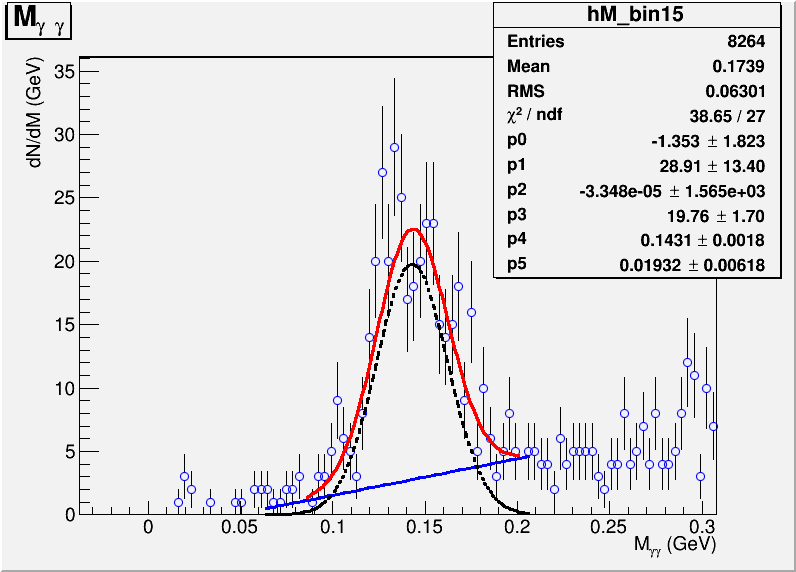 M γ γ
hM_bin15
Entries 8264
Mean 0.1739
RMS 0.06301
χ² / ndf 38.65 / 27
p0 -1.353 ± 1.823
p1 28.91 ± 13.40
p2 -3.348e-05 ± 1.565e+03
p3 19.76 ± 1.70
p4 0.1431 ± 0.0018
p5 0.01932 ± 0.00618
dN/dM (GeV)
35
30
25
20
15
10
5
0
0 0.05 0.1 0.15 0.2 0.25 0.3
M γγ (GeV)